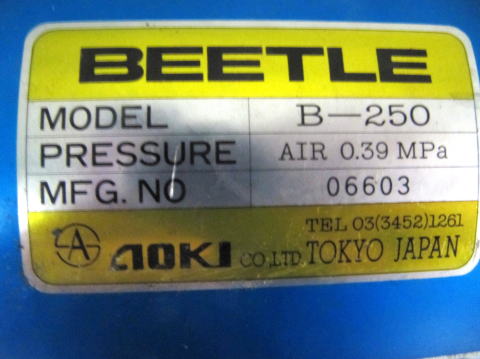 BEETLE
MODEL B-250
PRESSURE AIR 0.39 MPa
MFG. NO 06603
TEL 03(3452)1261
A AOKI CO.,LTD TOKYO JAPAN